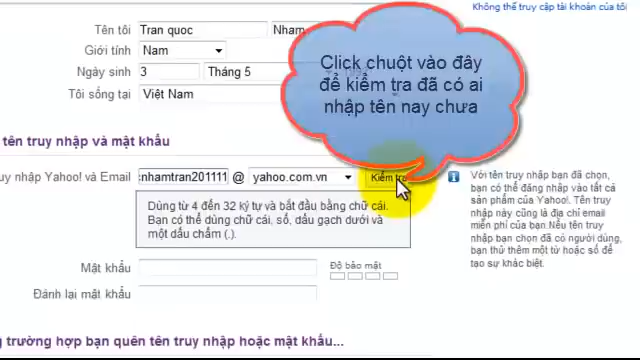 Không thể truy cập tài khoản của tôi
Tên tôi Tran quoc Nham
Giới tính Nam
Ngày sinh 3 Tháng 5
Tôi sống tại Việt Nam
Click chuột vào đây
để kiểm tra đã có ai
nhập tên nay chưa
tên truy nhập và mật khẩu
uy nhập Yahoo! và Email nhamtran201111 @ yahoo.com.vn Kiểm tra
Dùng từ 4 đến 32 ký tự và bắt đầu bằng chữ cái.
Bạn có thể dùng chữ cái, số, dấu gạch dưới và
một dấu chấm (.).
Với tên truy nhập bạn đã chọn,
bạn có thể đăng nhập vào tất cả
sản phẩm của Yahoo!. Tên truy
nhập này cũng là địa chỉ email
miễn phí của bạn.Nếu tên truy
nhập bạn chọn đã có người dùng,
bạn thử thêm một từ hoặc số để
tạo sự khác biệt.
Mật khẩu Độ bảo mật
Đánh lại mật khẩu
g trường hợp bạn quên tên truy nhập hoặc mật khẩu...